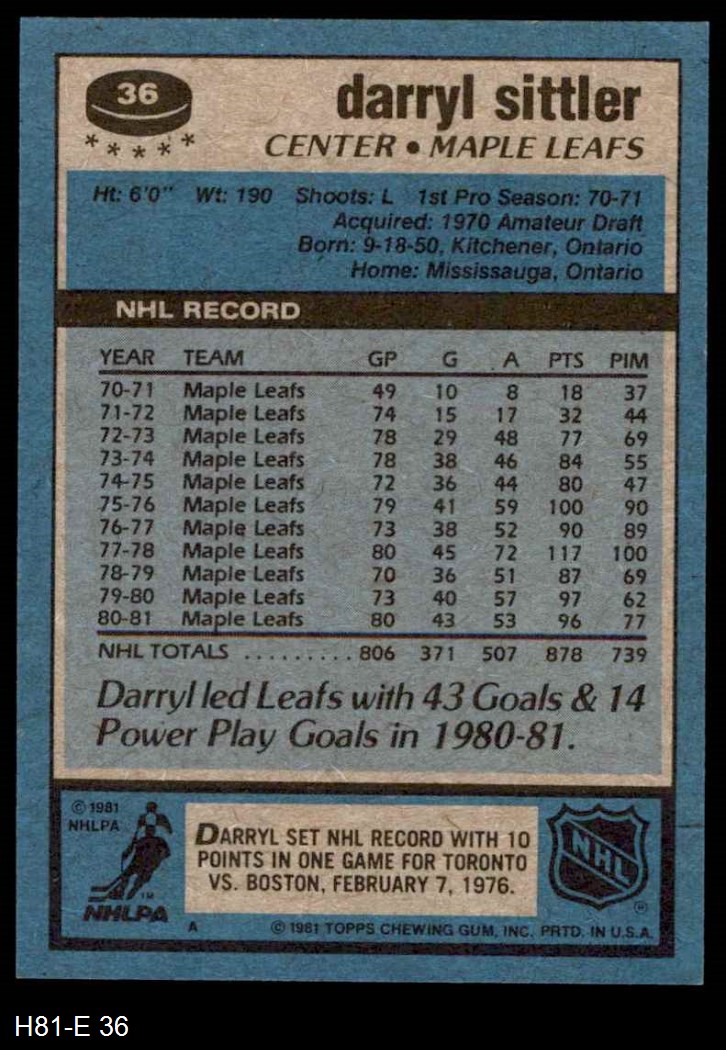 36
darryl sittler
CENTER • MAPLE LEAFS
Ht: 6'0" Wt: 190 Shoots: L 1st Pro Season: 70-71
Acquired: 1970 Amateur Draft
Born: 9-18-50, Kitchener, Ontario
Home: Mississauga, Ontario
NHL RECORD
YEAR TEAM GP G A PTS PIM
70-71 Maple Leafs 49 10 8 18 37
71-72 Maple Leafs 74 15 17 32 44
72-73 Maple Leafs 78 29 48 77 69
73-74 Maple Leafs 78 38 46 84 55
74-75 Maple Leafs 72 36 44 80 47
75-76 Maple Leafs 79 41 59 100 90
76-77 Maple Leafs 73 38 52 90 89
77-78 Maple Leafs 80 45 72 117 100
78-79 Maple Leafs 70 36 51 87 69
79-80 Maple Leafs 73 40 57 97 62
80-81 Maple Leafs 80 43 53 96 77
NHL TOTALS .......... 806 371 507 878 739
Darryl led Leafs with 43 Goals & 14
Power Play Goals in 1980-81.
© 1981
NHLPA
TM
NHLPA
DARRYL SET NHL RECORD WITH 10
POINTS IN ONE GAME FOR TORONTO
VS. BOSTON, FEBRUARY 7, 1976.
NHL
®
A © 1981 TOPPS CHEWING GUM, INC. PRTD. IN U.S.A.
H81-E 36